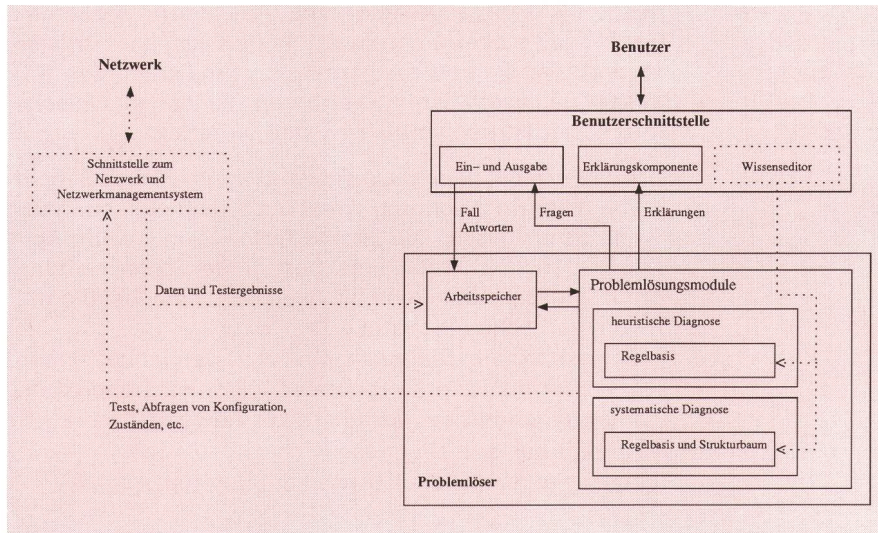 Netzwerk
Benutzer
Benutzerschnittstelle
Schnittstelle zum
Netzwerk und
Netzwerkmanagementsystem
Ein– und Ausgabe
Erklärungskomponente
Wissenseditor
Fall
Antworten
Fragen
Erklärungen
Daten und Testergebnisse
Arbeitsspeicher
Problemlösungsmodule
heuristische Diagnose
Regelbasis
Tests, Abfragen von Konfiguration,
Zuständen, etc.
systematische Diagnose
Regelbasis und Strukturbaum
Problemlöser